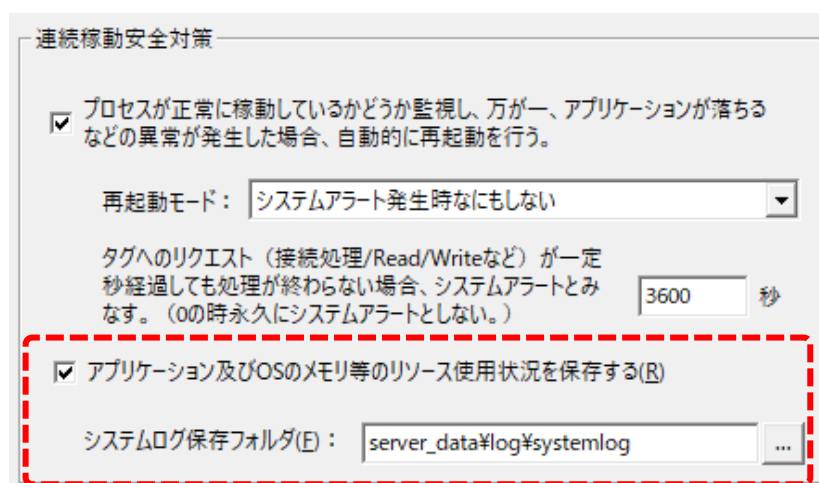 連続稼動安全対策
プロセスが正常に稼動しているかどうか監視し、万が一、アプリケーションが落ちる
などの異常が発生した場合、自動的に再起動を行う。
再起動モード： システムアラート発生時なにもしない
タグへのリクエスト（接続処理/Read/Writeなど）が一定
秒経過しても処理が終わらない場合、システムアラートとみ
なす。（0の時永久にシステムアラートとしない。）
3600 秒
アプリケーション及びOSのメモリ等のリソース使用状況を保存する(R)
システムログ保存フォルダ(F)： server_data¥log¥systemlog ...